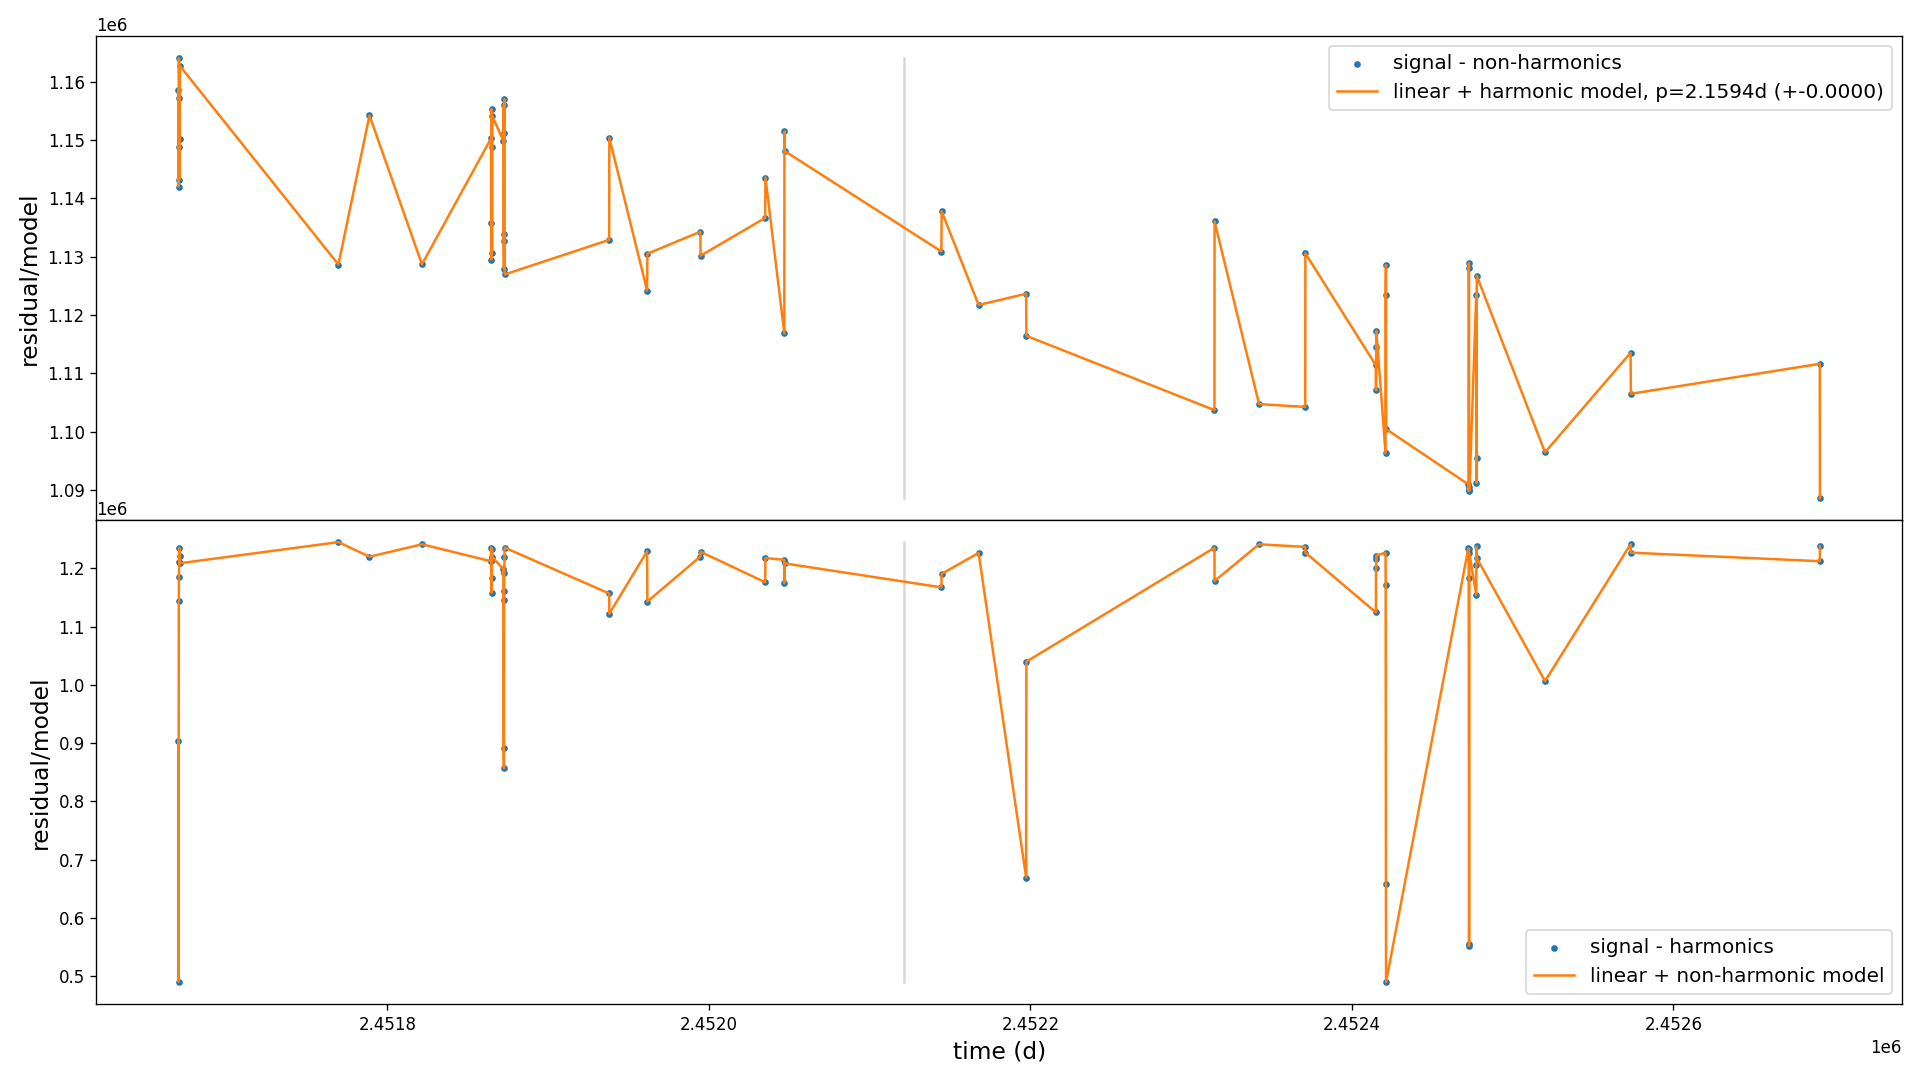 1e6
signal - non-harmonics
linear + harmonic model, p=2.1594d (+-0.0000)
residual/model
1.16
1.15
1.14
1.13
1.12
1.11
1.10
1.09
1e6
residual/model
1.2
1.1
1.0
0.9
0.8
0.7
0.6
0.5
signal - harmonics
linear + non-harmonic model
2.4518 2.4520 2.4522 2.4524 2.4526
time (d)
1e6